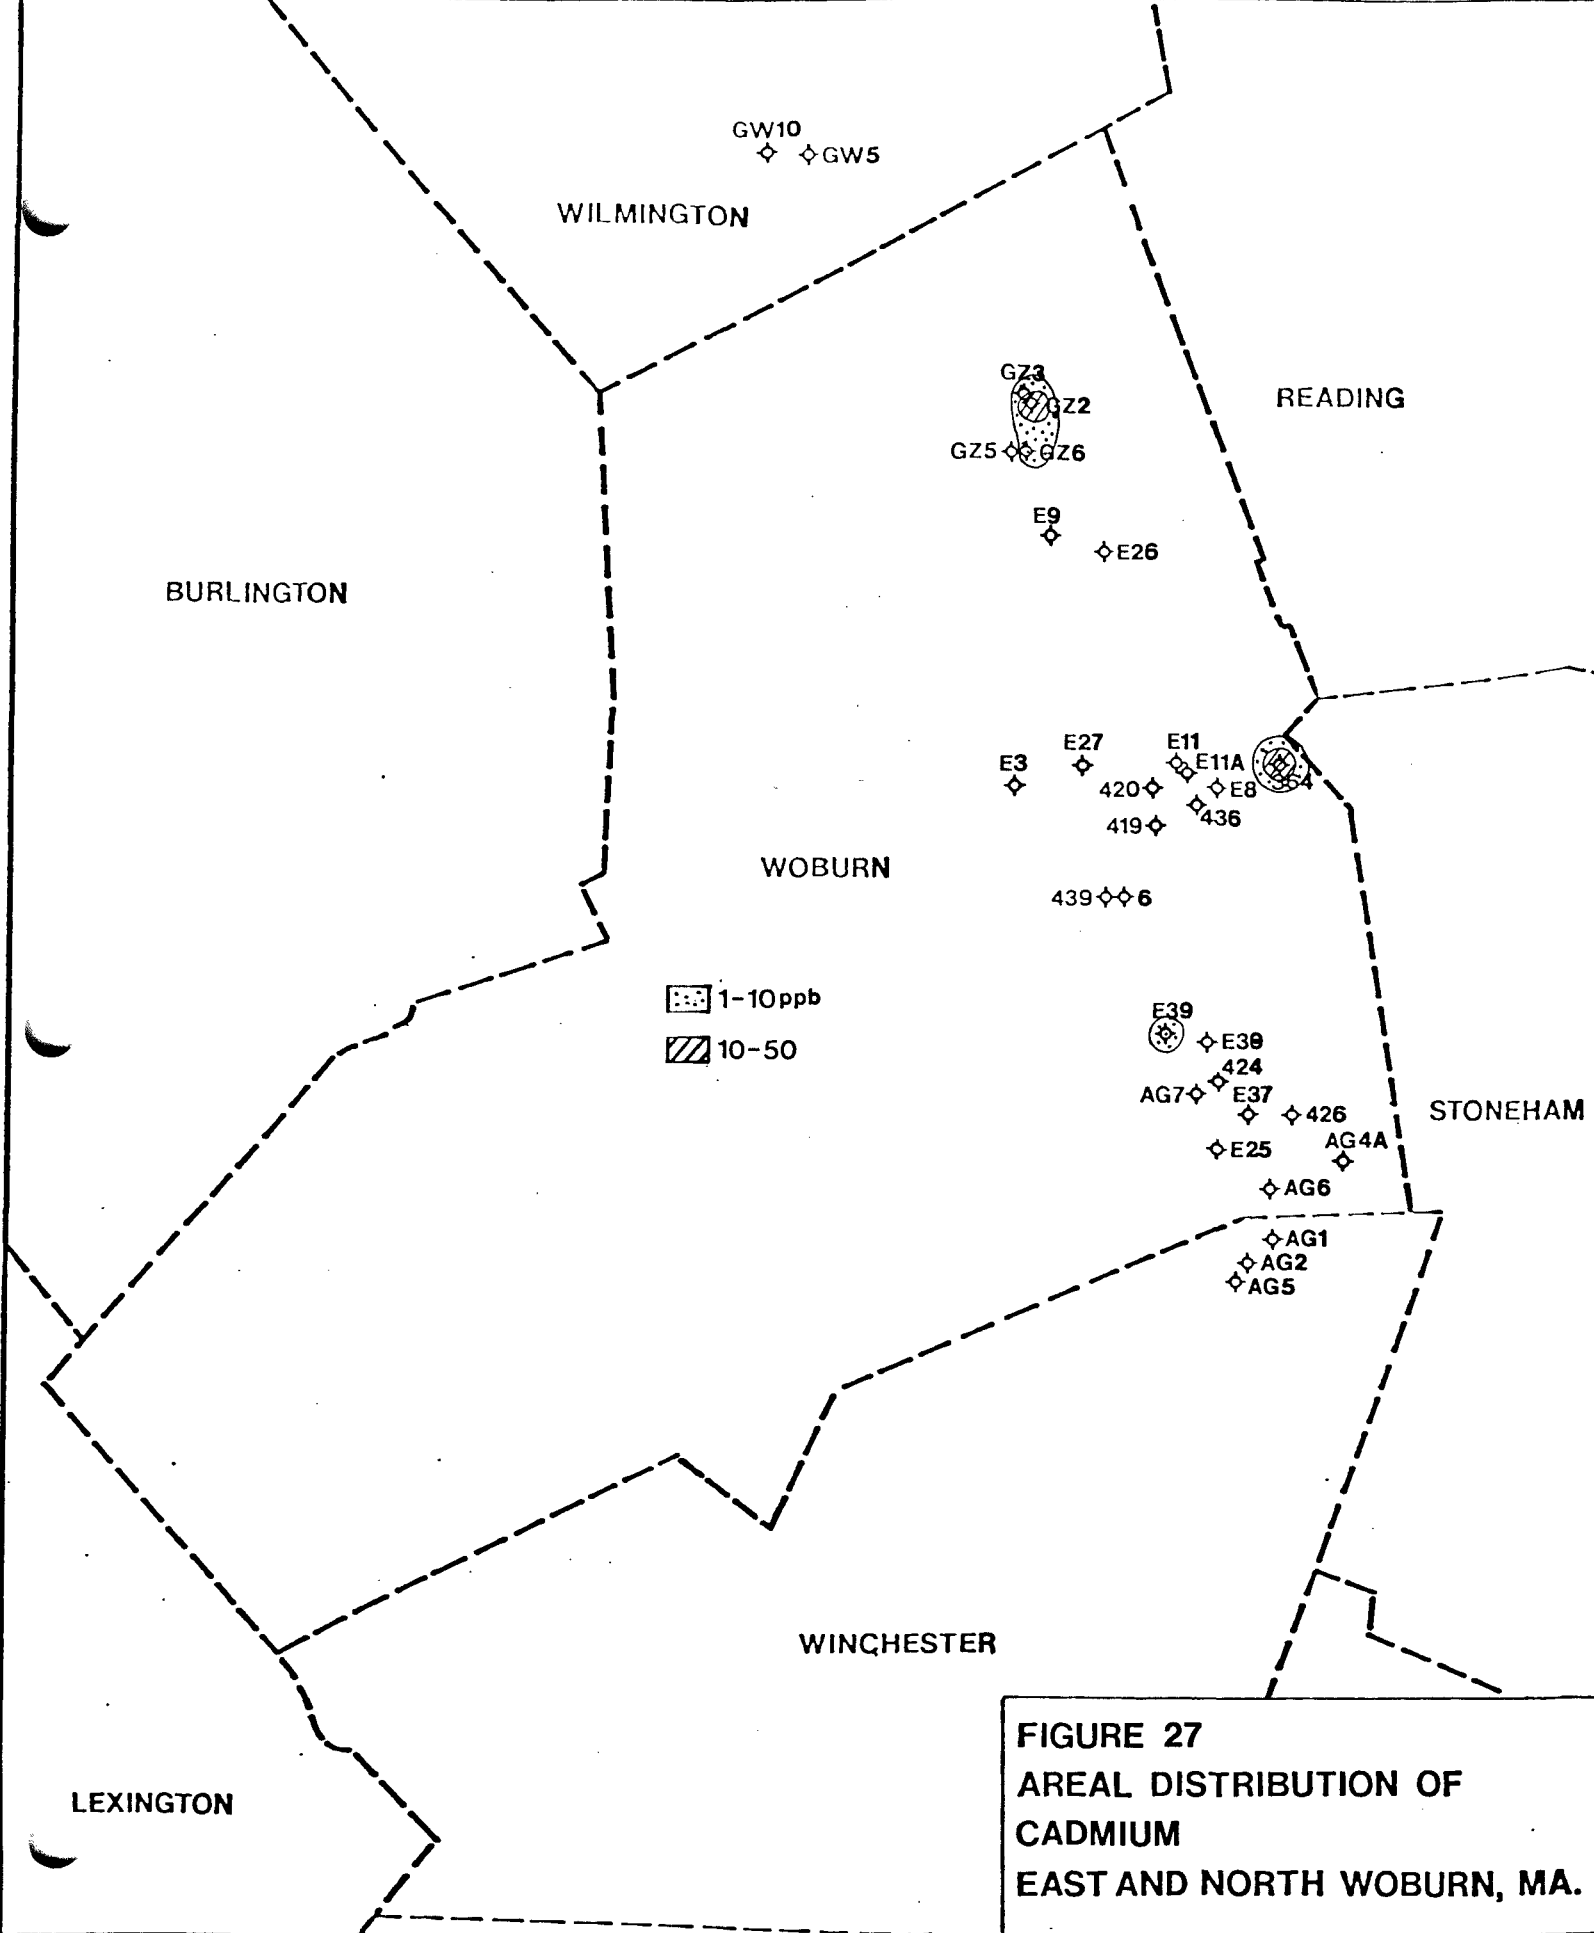 GW10
GW5
WILMINGTON
GZ3
GZ2
READING
GZ5
GZ6
E9
E26
BURLINGTON
E27
E11
E3
E11A
420
E8
436
419
WOBURN
439
6
1-10ppb
10-50
E39
E38
424
AG7
E37
426
STONEHAM
E25
AG4A
AG6
AG1
AG2
AG5
WINCHESTER
LEXINGTON
FIGURE 27
AREAL DISTRIBUTION OF
CADMIUM
EAST AND NORTH WOBURN, MA.